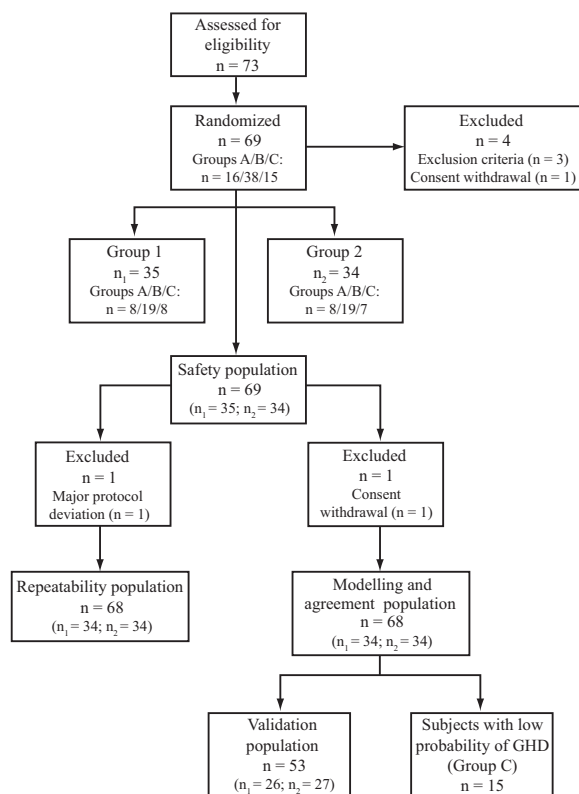 Assessed for
eligibility
n = 73
Randomized
n = 69
Groups A/B/C:
n = 16/38/15
Excluded
n = 4
Exclusion criteria (n = 3)
Consent withdrawal (n = 1)
Group 1
n₁ = 35
Groups A/B/C:
n = 8/19/8
Group 2
n₂ = 34
Groups A/B/C:
n = 8/19/7
Safety population
n = 69
(n₁ = 35; n₂ = 34)
Excluded
n = 1
Major protocol
deviation (n = 1)
Excluded
n = 1
Consent
withdrawal (n = 1)
Repeatability population
n = 68
(n₁ = 34; n₂ = 34)
Modelling and
agreement population
n = 68
(n₁ = 34; n₂ = 34)
Validation
population
n = 53
(n₁ = 26; n₂ = 27)
Subjects with low
probability of GHD
(Group C)
n = 15